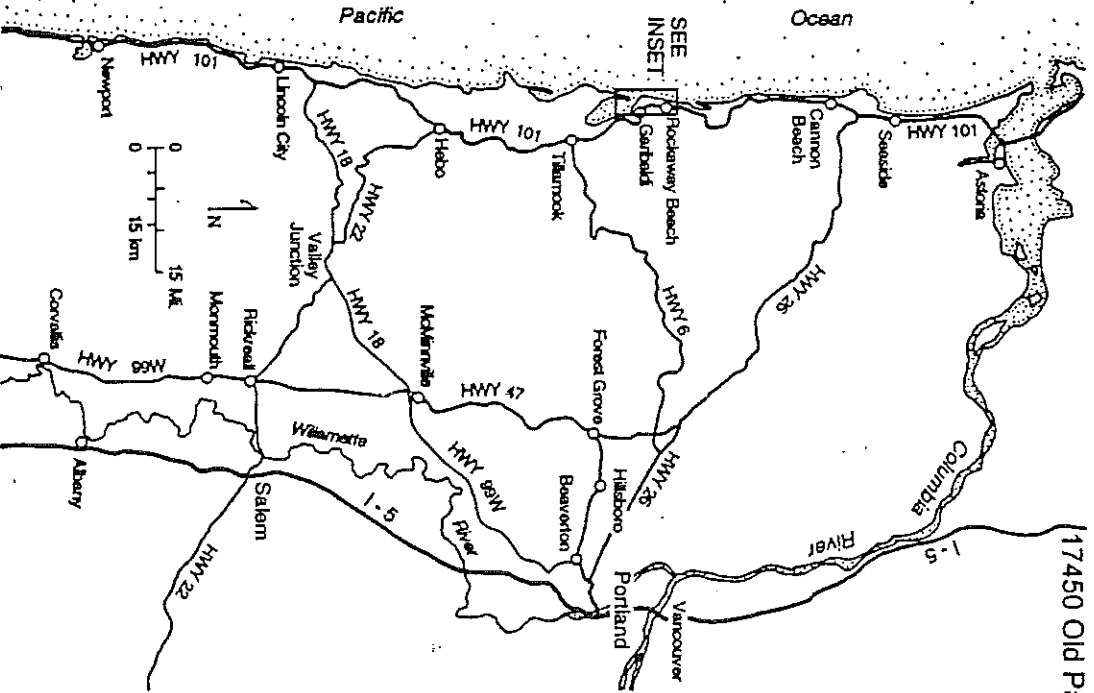 Pacific
Ocean
SEE
INSET
HWY 101
Newport
Lincoln City
HWY 18
HWY 22
Hebo
HWY 101
Tillamook
Garibaldi
Rockaway Beach
Cannon
Beach
Seaside
HWY 101
Astoria
0 15 Mi.
0 15 km
N
Valley
Junction
HWY 18
HWY 6
HWY 26
Corvallis
HWY 99W
Monmouth
Rickreall
McMinnville
HWY 47
Forest Grove
HWY 26
Hillsboro
Beaverton
HWY 99W
Willamette
River
Albany
Salem
I-5
HWY 22
Portland
Vancouver
Columbia
River
I-5
17450 Old